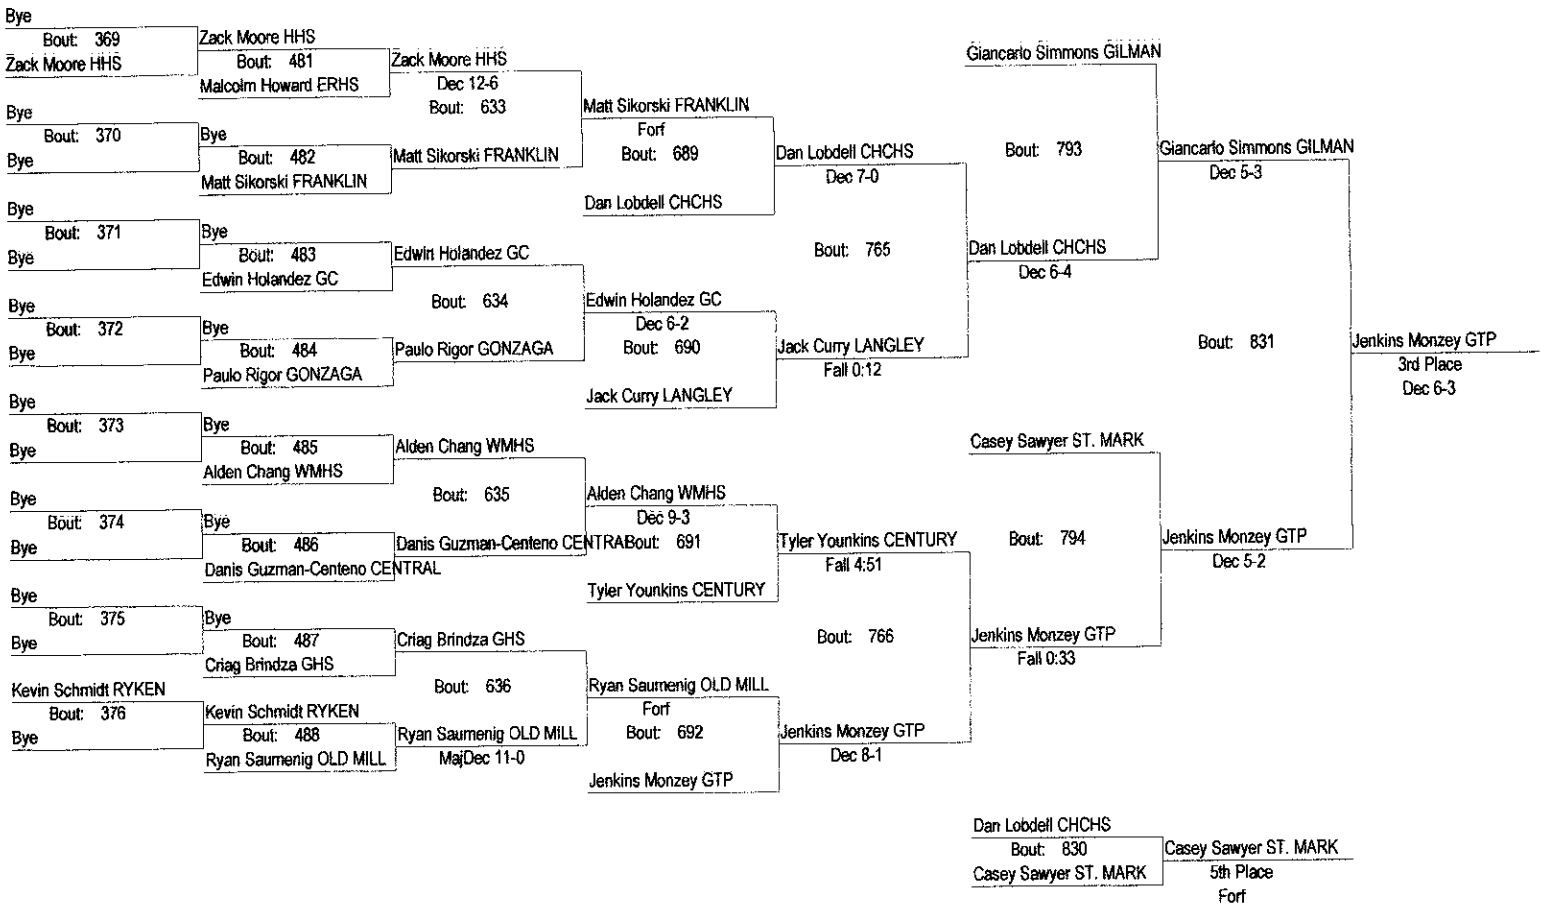 Bye
Bout: 369
Zack Moore HHS
Bye
Bout: 370
Bye
Bye
Bout: 371
Bye
Bye
Bout: 372
Bye
Bye
Bout: 373
Bye
Bye
Bout: 374
Bye
Bye
Bout: 375
Bye
Kevin Schmidt RYKEN
Bout: 376
Bye
Zack Moore HHS
Bout: 481
Malcolm Howard ERHS
Bye
Bout: 482
Matt Sikorski FRANKLIN
Bye
Bout: 483
Edwin Holandez GC
Bye
Bout: 484
Paulo Rigor GONZAGA
Bye
Bout: 485
Alden Chang WMHS
Bye
Bout: 486
Danis Guzman-Centeno CENTRAL
Bye
Bout: 487
Criag Brindza GHS
Kevin Schmidt RYKEN
Bout: 488
Ryan Saumenig OLD MILL
Zack Moore HHS
Dec 12-6
Bout: 633
Matt Sikorski FRANKLIN
Edwin Holandez GC
Bout: 634
Paulo Rigor GONZAGA
Alden Chang WMHS
Bout: 635
Danis Guzman-Centeno CENTRAL
Criag Brindza GHS
Bout: 636
Ryan Saumenig OLD MILL
MajDec 11-0
Matt Sikorski FRANKLIN
Forf
Bout: 689
Dan Lobdell CHCHS
Edwin Holandez GC
Dec 6-2
Bout: 690
Jack Curry LANGLEY
Alden Chang WMHS
Dec 9-3
Bout: 691
Tyler Younkins CENTURY
Ryan Saumenig OLD MILL
Forf
Bout: 692
Jenkins Monzey GTP
Dan Lobdell CHCHS
Dec 7-0
Bout: 765
Jack Curry LANGLEY
Fall 0:12
Tyler Younkins CENTURY
Fall 4:51
Bout: 766
Jenkins Monzey GTP
Dec 8-1
Giancarlo Simmons GILMAN
Bout: 793
Dan Lobdell CHCHS
Dec 6-4
Casey Sawyer ST. MARK
Bout: 794
Jenkins Monzey GTP
Fall 0:33
Giancarlo Simmons GILMAN
Dec 5-3
Bout: 831
Jenkins Monzey GTP
Dec 5-2
Jenkins Monzey GTP
3rd Place
Dec 6-3
Dan Lobdell CHCHS
Bout: 830
Casey Sawyer ST. MARK
Casey Sawyer ST. MARK
5th Place
Forf